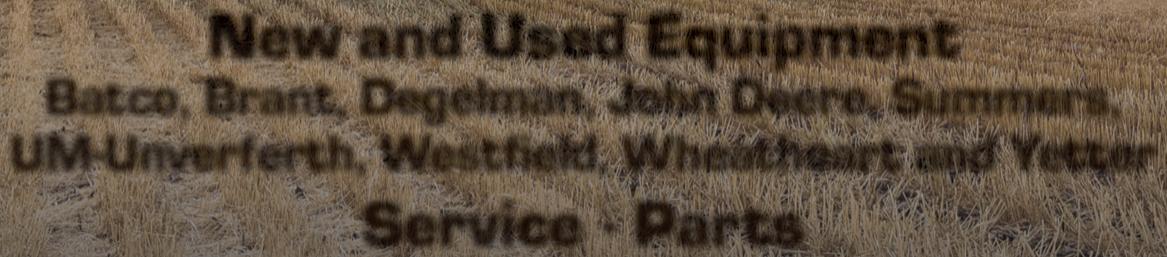 New and Used Equipment
Batco, Brant, Degelman, John Deere, Summers,
UM-Unverferth, Westfield, Wheatheart and Yetter
Service · Parts